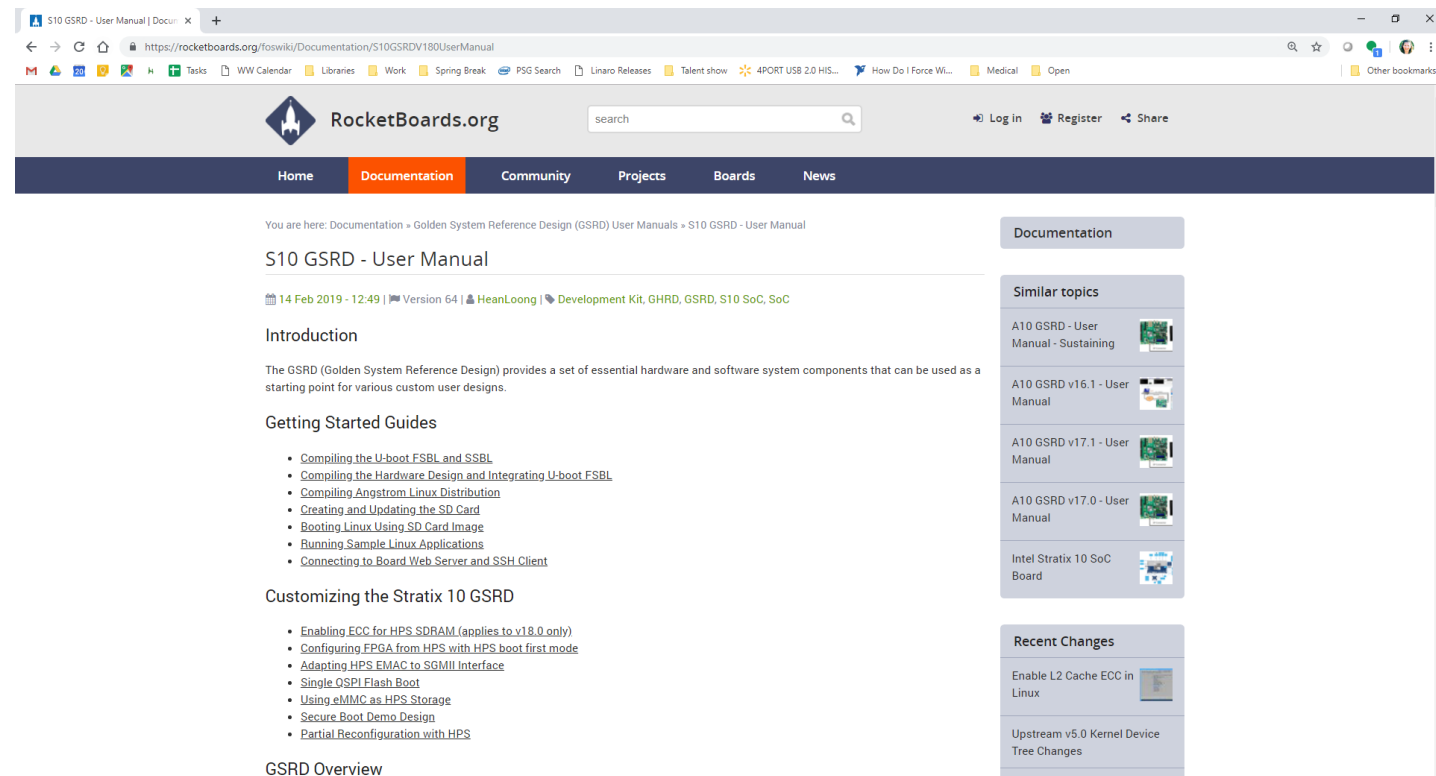 S10 GSRD - User Manual | Docun
https://rocketboards.org/foswiki/Documentation/S10GSRDV180UserManual
20 H Tasks WW Calendar Libraries Work Spring Break PSG Search Linaro Releases Talent show 4PORT USB 2.0 HIS... How Do I Force Wi... Medical Open Other bookmarks
RocketBoards.org search Log in Register Share
Home Documentation Community Projects Boards News
You are here: Documentation » Golden System Reference Design (GSRD) User Manuals » S10 GSRD - User Manual
S10 GSRD - User Manual
14 Feb 2019 - 12:49 | Version 64 | HeanLoong | Development Kit, GHRD, GSRD, S10 SoC, SoC
Introduction
The GSRD (Golden System Reference Design) provides a set of essential hardware and software system components that can be used as a
starting point for various custom user designs.
Getting Started Guides
• Compiling the U-boot FSBL and SSBL
• Compiling the Hardware Design and Integrating U-boot FSBL
• Compiling Angstrom Linux Distribution
• Creating and Updating the SD Card
• Booting Linux Using SD Card Image
• Running Sample Linux Applications
• Connecting to Board Web Server and SSH Client
Customizing the Stratix 10 GSRD
• Enabling ECC for HPS SDRAM (applies to v18.0 only)
• Configuring FPGA from HPS with HPS boot first mode
• Adapting HPS EMAC to SGMII Interface
• Single QSPI Flash Boot
• Using eMMC as HPS Storage
• Secure Boot Demo Design
• Partial Reconfiguration with HPS
GSRD Overview
Documentation
Similar topics
A10 GSRD - User
Manual - Sustaining
A10 GSRD v16.1 - User
Manual
A10 GSRD v17.1 - User
Manual
A10 GSRD v17.0 - User
Manual
Intel Stratix 10 SoC
Board
Recent Changes
Enable L2 Cache ECC in
Linux
Upstream v5.0 Kernel Device
Tree Changes